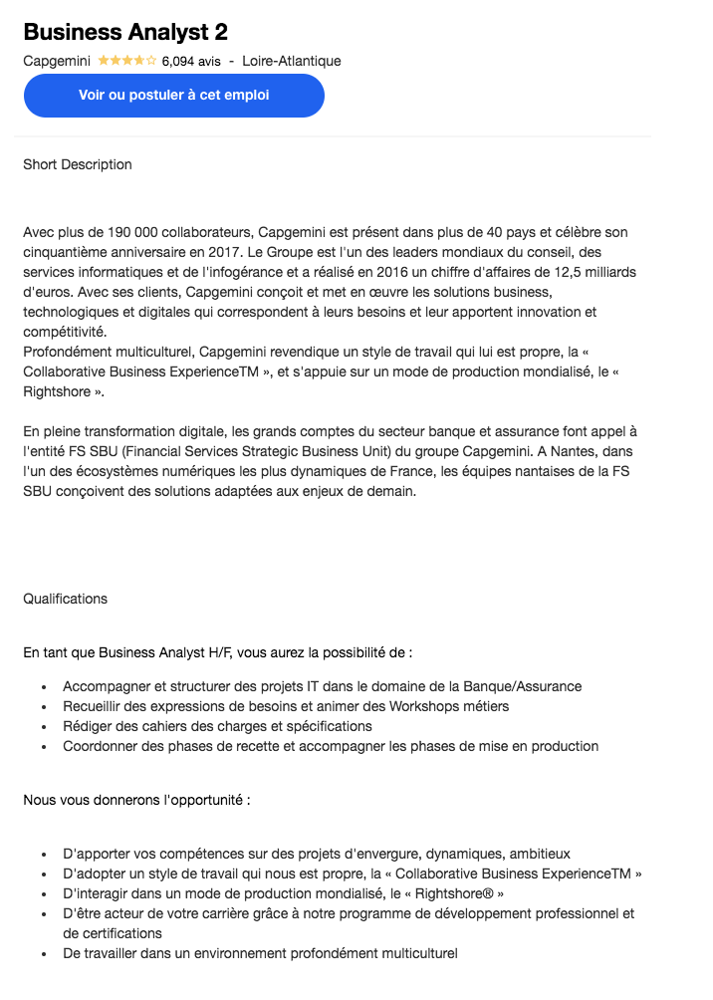 Business Analyst 2
Capgemini ★★★★☆ 6,094 avis - Loire-Atlantique
Voir ou postuler à cet emploi
Short Description
Avec plus de 190 000 collaborateurs, Capgemini est présent dans plus de 40 pays et célèbre son
cinquantième anniversaire en 2017. Le Groupe est l'un des leaders mondiaux du conseil, des
services informatiques et de l'infogérance et a réalisé en 2016 un chiffre d'affaires de 12,5 milliards
d'euros. Avec ses clients, Capgemini conçoit et met en œuvre les solutions business,
technologiques et digitales qui correspondent à leurs besoins et leur apportent innovation et
compétitivité.
Profondément multiculturel, Capgemini revendique un style de travail qui lui est propre, la «
Collaborative Business ExperienceTM », et s'appuie sur un mode de production mondialisé, le «
Rightshore ».
En pleine transformation digitale, les grands comptes du secteur banque et assurance font appel à
l'entité FS SBU (Financial Services Strategic Business Unit) du groupe Capgemini. A Nantes, dans
l'un des écosystèmes numériques les plus dynamiques de France, les équipes nantaises de la FS
SBU conçoivent des solutions adaptées aux enjeux de demain.
Qualifications
En tant que Business Analyst H/F, vous aurez la possibilité de :
• Accompagner et structurer des projets IT dans le domaine de la Banque/Assurance
• Recueillir des expressions de besoins et animer des Workshops métiers
• Rédiger des cahiers des charges et spécifications
• Coordonner des phases de recette et accompagner les phases de mise en production
Nous vous donnerons l'opportunité :
• D'apporter vos compétences sur des projets d'envergure, dynamiques, ambitieux
• D'adopter un style de travail qui nous est propre, la « Collaborative Business ExperienceTM »
• D'interagir dans un mode de production mondialisé, le « Rightshore® »
• D'être acteur de votre carrière grâce à notre programme de développement professionnel et
de certifications
• De travailler dans un environnement profondément multiculturel